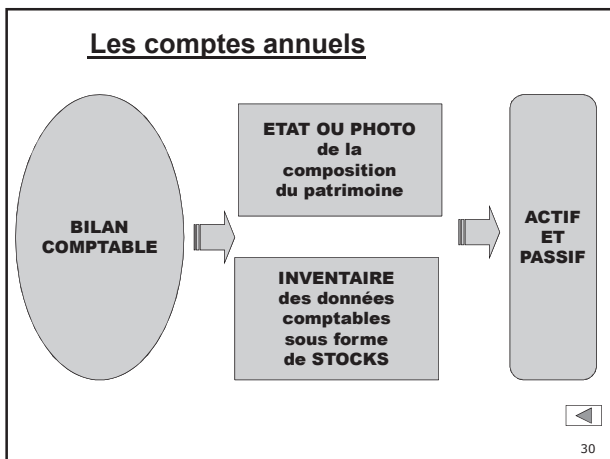 Les comptes annuels
BILAN
COMPTABLE
ETAT OU PHOTO
de la
composition
du patrimoine
INVENTAIRE
des données
comptables
sous forme
de STOCKS
ACTIF
ET
PASSIF
30